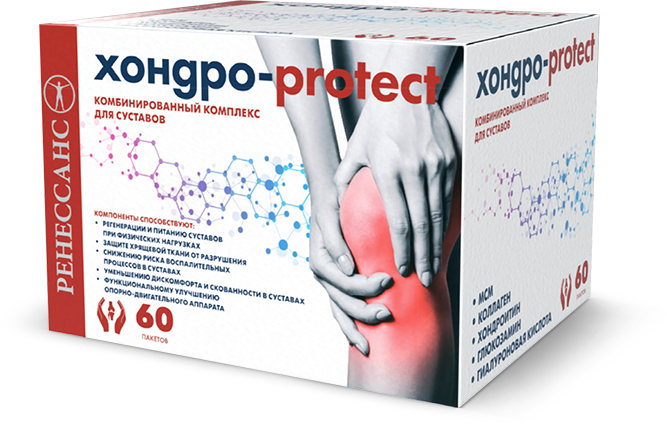 РЕНЕССАНС
хондро-protect
КОМБИНИРОВАННЫЙ КОМПЛЕКС
ДЛЯ СУСТАВОВ
КОМПОНЕНТЫ СПОСОБСТВУЮТ:
• РЕГЕНЕРАЦИИ И ПИТАНИЮ СУСТАВОВ
ПРИ ФИЗИЧЕСКИХ НАГРУЗКАХ
• ЗАЩИТЕ ХРЯЩЕВОЙ ТКАНИ ОТ РАЗРУШЕНИЯ
• СНИЖЕНИЮ РИСКА ВОСПАЛИТЕЛЬНЫХ
ПРОЦЕССОВ В СУСТАВАХ
• УМЕНЬШЕНИЮ ДИСКОМФОРТА И СКОВАННОСТИ В СУСТАВАХ
• ФУНКЦИОНАЛЬНОМУ УЛУЧШЕНИЮ
ОПОРНО-ДВИГАТЕЛЬНОГО АППАРАТА
60
ПАКЕТОВ
хондро-protect
КОМБИНИРОВАННЫЙ КОМПЛЕКС
ДЛЯ СУСТАВОВ
60
ПАКЕТОВ
• МСМ
• КОЛЛАГЕН
• ХОНДРОИТИН
• ГЛЮКОЗАМИН
• ГИАЛУРОНОВАЯ КИСЛОТА